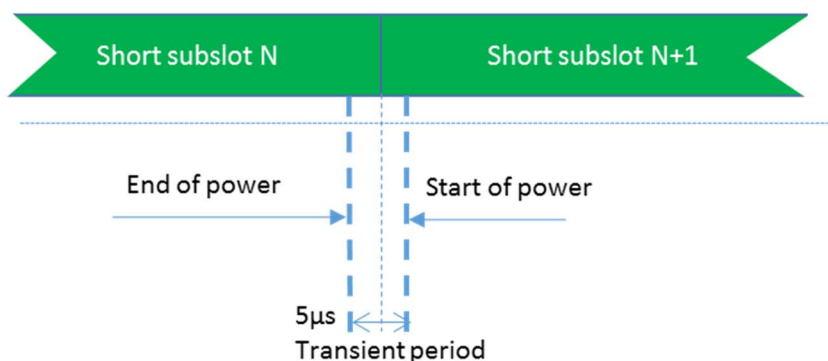 Short subslot N
Short subslot N+1
End of power
Start of power
5µs
Transient period